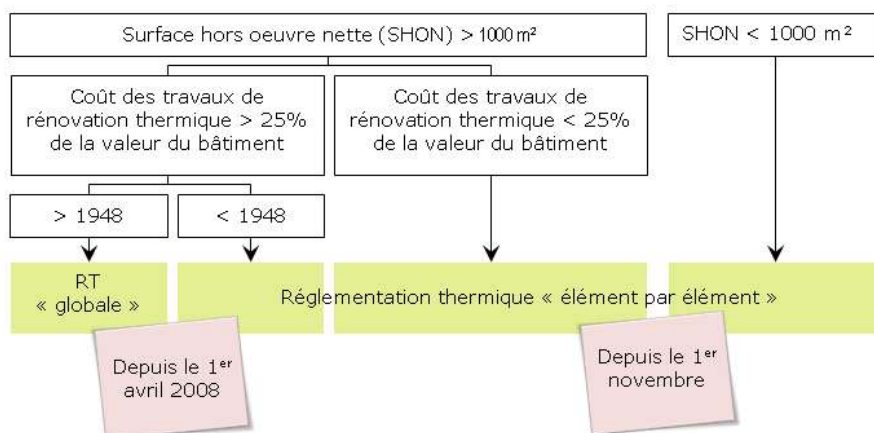 Surface hors oeuvre nette (SHON) > 1000 m²
SHON < 1000 m²
Coût des travaux de
rénovation thermique > 25%
de la valeur du bâtiment
Coût des travaux de
rénovation thermique < 25%
de la valeur du bâtiment
> 1948
< 1948
RT
« globale »
Réglementation thermique « élément par élément »
Depuis le 1er
avril 2008
Depuis le 1er
novembre